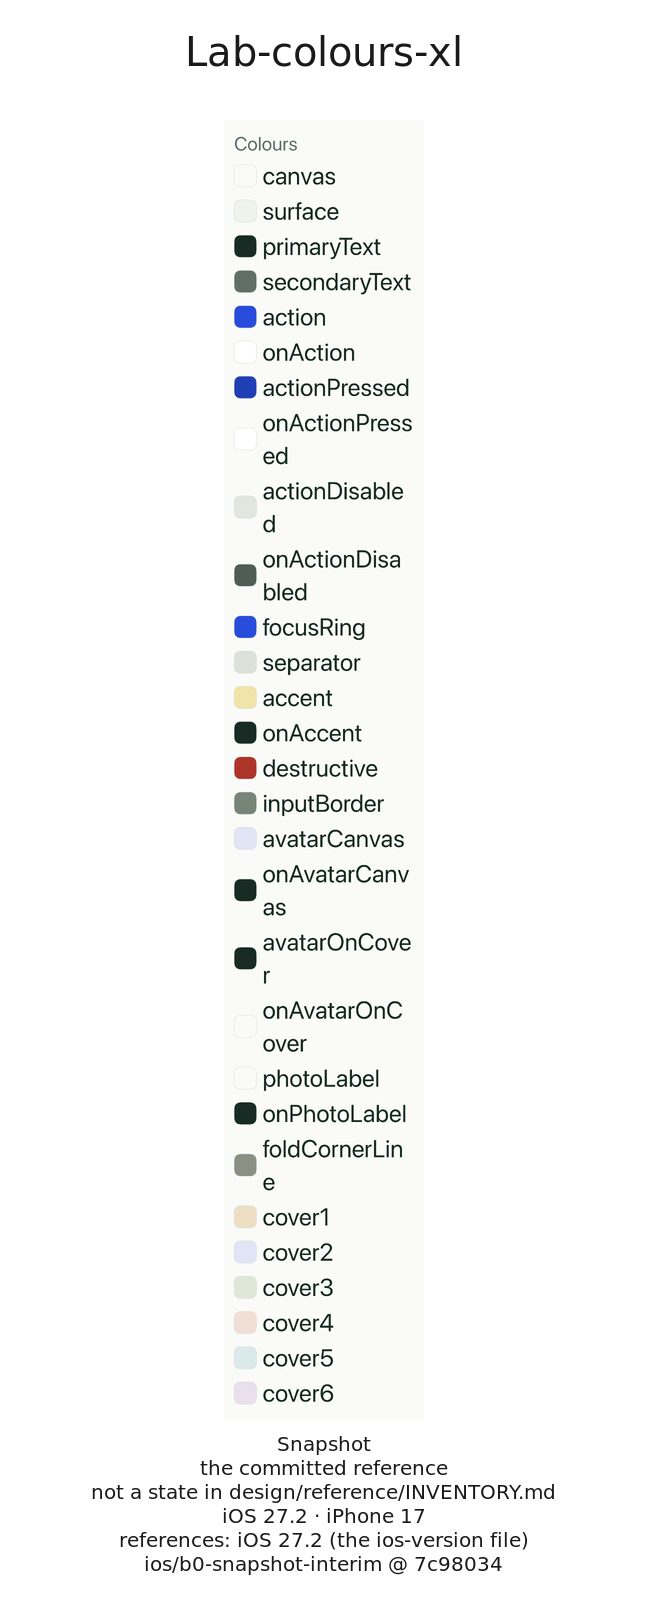 Lab-colours-xl
Colours
canvas
surface
primaryText
secondaryText
action
onAction
actionPressed
onActionPress
ed
actionDisable
d
onActionDisa
bled
focusRing
separator
accent
onAccent
destructive
inputBorder
avatarCanvas
onAvatarCanv
as
avatarOnCove
r
onAvatarOnC
over
photoLabel
onPhotoLabel
foldCornerLin
e
cover1
cover2
cover3
cover4
cover5
cover6
Snapshot
the committed reference
not a state in design/reference/INVENTORY.md
iOS 27.2 · iPhone 17
references: iOS 27.2 (the ios-version file)
ios/b0-snapshot-interim @ 7c98034